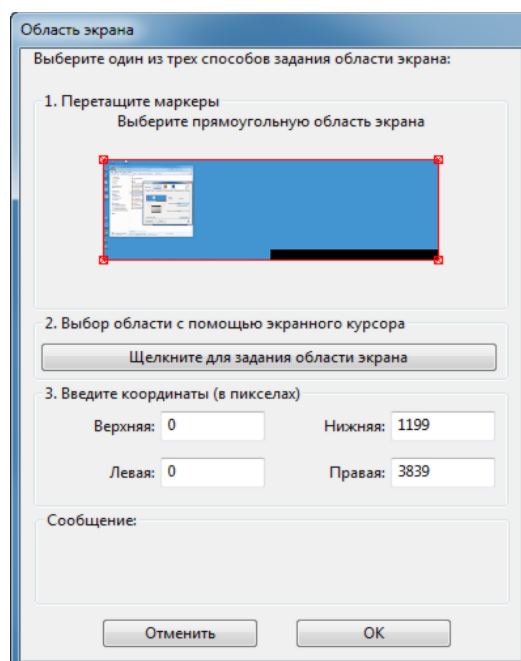 Область экрана
Выберите один из трех способов задания области экрана:
1. Перетащите маркеры
Выберите прямоугольную область экрана
2. Выбор области с помощью экранного курсора
Щелкните для задания области экрана
3. Введите координаты (в пикселах)
Верхняя: 0 Нижняя: 1199
Левая: 0 Правая: 3839
Сообщение:
Отменить OK